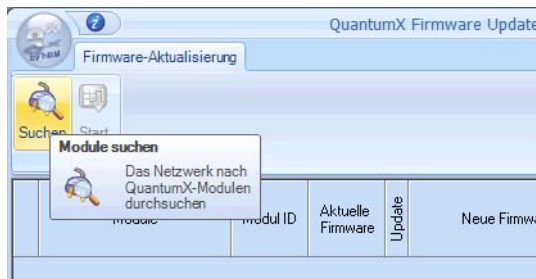 QuantumX Firmware Update
Firmware-Aktualisierung
Suchen
Start
Module suchen
Das Netzwerk nach
QuantumX-Modulen
durchsuchen
Module
Modul ID
Aktuelle
Firmware
Update
Neue Firmwa